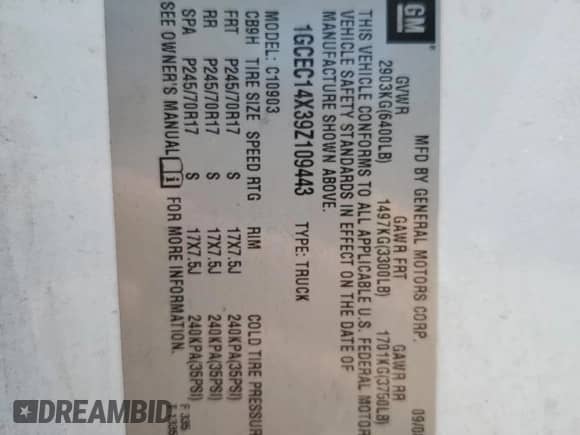 GM
MFD BY GENERAL MOTORS CORP. 09/0
GVWR GAWR FRT GAWR RR
2903KG(6400LB) 1497KG(3300LB) 1701KG(3750LB)
THIS VEHICLE CONFORMS TO ALL APPLICABLE U.S. FEDERAL MOTOR
VEHICLE SAFETY STANDARDS IN EFFECT ON THE DATE OF
MANUFACTURE SHOWN ABOVE.
1GCEC14X39Z109443 TYPE: TRUCK
MODEL: C10903
CB9H TIRE SIZE SPEED RTG RIM COLD TIRE PRESSUR
FRT P245/70R17 S 17X7.5J 240KPA(35PSI)
RR P245/70R17 S 17X7.5J 240KPA(35PSI)
SPA P245/70R17 S 17X7.5J 240KPA(35PSI)
SEE OWNER'S MANUAL i FOR MORE INFORMATION.
DREAMBID